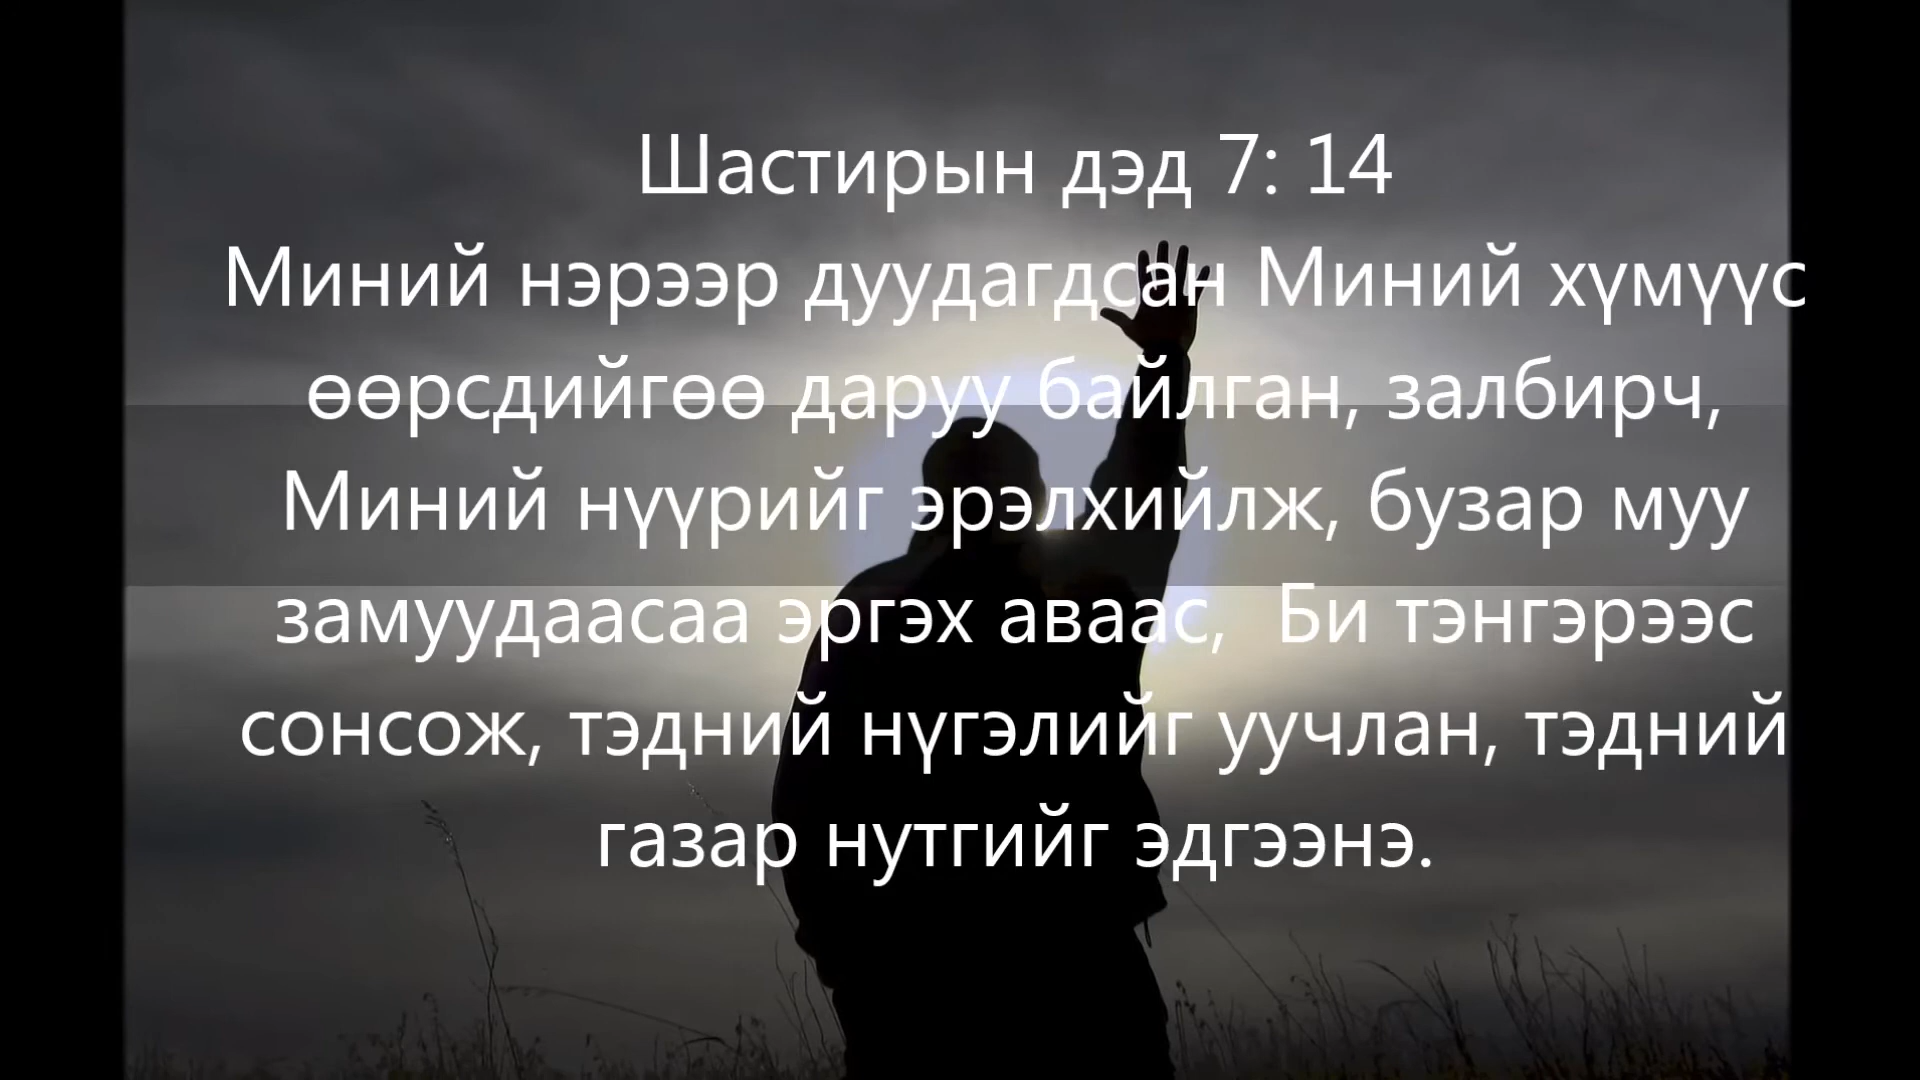 Шастирын дэд 7: 14
Миний нэрээр дуудагдсан Миний хүмүүс
өөрсдийгөө даруу байлган, залбирч,
Миний нүүрийг эрэлхийлж, бузар муу
замуудаасаа эргэх аваас,  Би тэнгэрээс
сонсож, тэдний нүгэлийг уучлан, тэдний
газар нутгийг эдгээнэ.